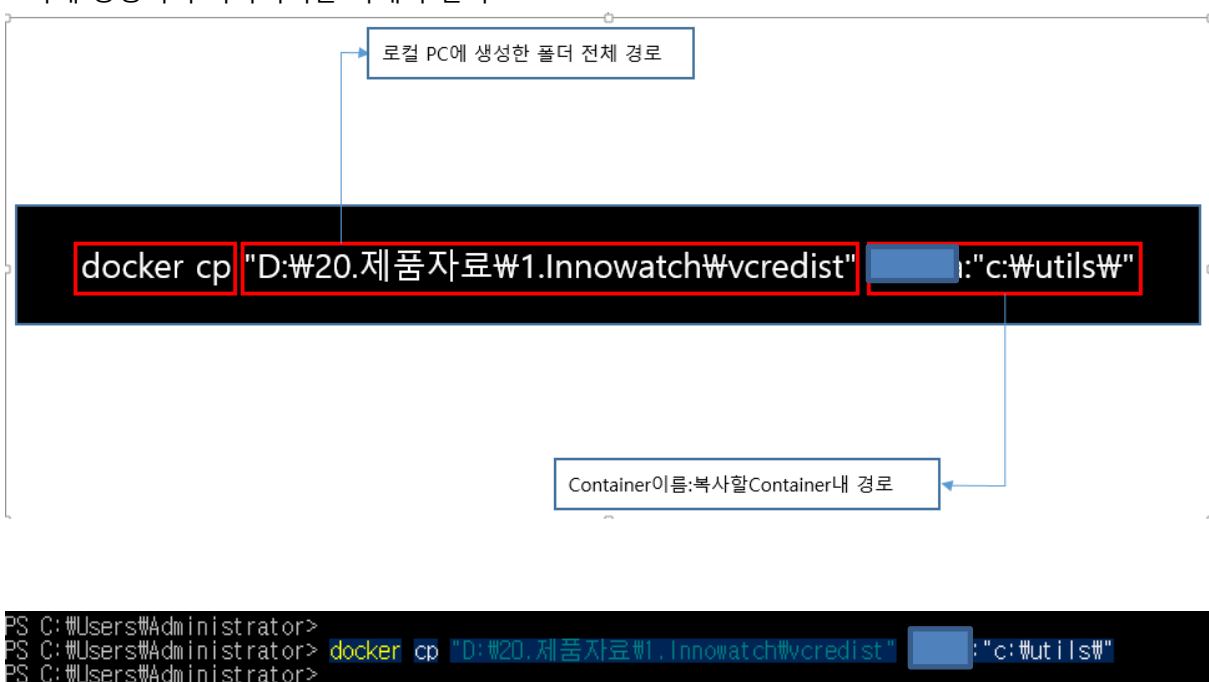 로컬 PC에 생성한 폴더 전체 경로
docker cp "D:₩20.제품자료₩1.Innowatch₩vcredist" :"c:₩utils₩"
Container이름:복사할Container내 경로
PS C:₩Users₩Administrator>
PS C:₩Users₩Administrator> docker cp "D:₩20.제품자료₩1.Innowatch₩vcredist" :"c:₩utils₩"
PS C:₩Users₩Administrator>